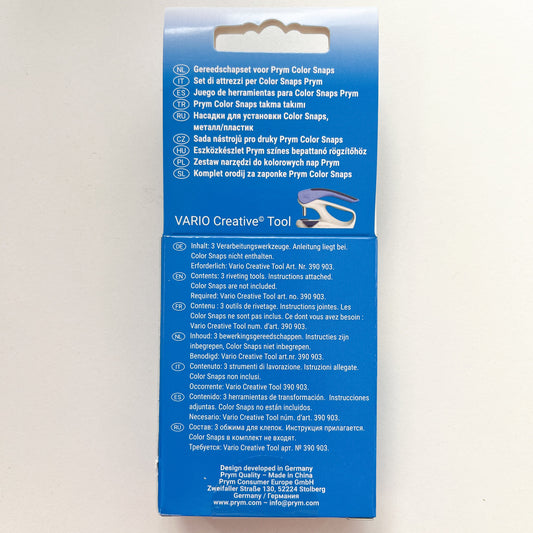 NL Gereedschapset voor Prym Color Snaps
IT Set di attrezzi per Color Snaps Prym
ES Juego de herramientas para Color Snaps Prym
TR Prym Color Snaps takma takımı
RU Насадки для установки Color Snaps,
металл/пластик
CZ Sada nástrojů pro druky Prym Color Snaps
HU Eszközkészlet Prym színes bepattanó rögzítőhöz
PL Zestaw narzędzi do kolorowych nap Prym
SL Komplet orodij za zaponke Prym Color Snaps
VARIO Creative© Tool
DE Inhalt: 3 Verarbeitungswerkzeuge. Anleitung liegt bei.
Color Snaps nicht enthalten.
Erforderlich: Vario Creative Tool Art. Nr. 390 903.
EN Contents: 3 riveting tools. Instructions attached.
Color Snaps are not included.
Required: Vario Creative Tool art. no. 390 903.
FR Contenu : 3 outils de rivetage. Instructions jointes. Les
Color Snaps ne sont pas inclus. Ce dont vous avez besoin :
Vario Creative Tool num. d'art. 390 903.
NL Inhoud: 3 bewerkingsgereedschappen. Instructies zijn
inbegrepen, Color Snaps niet inbegrepen.
Benodigd: Vario Creative Tool art.nr. 390 903.
IT Contenuto: 3 strumenti di lavorazione. Istruzioni allegate.
Color Snaps non inclusi.
Occorrente: Vario Creative Tool 390 903.
ES Contenido: 3 herramientas de transformación. Instrucciones
adjuntas. Color Snaps no están incluidos.
Necesario: Vario Creative Tool núm. d'art. 390 903.
RU Состав: 3 обжима для клепок. Инструкция прилагается.
Color Snaps в комплект не входят.
Требуется: Vario Creative Tool арт. № 390 903.
Design developed in Germany
Prym Quality – Made in China
Prym Consumer Europe GmbH
Zweifaller Straße 130, 52224 Stolberg
Germany / Германия
www.prym.com – info@prym.com